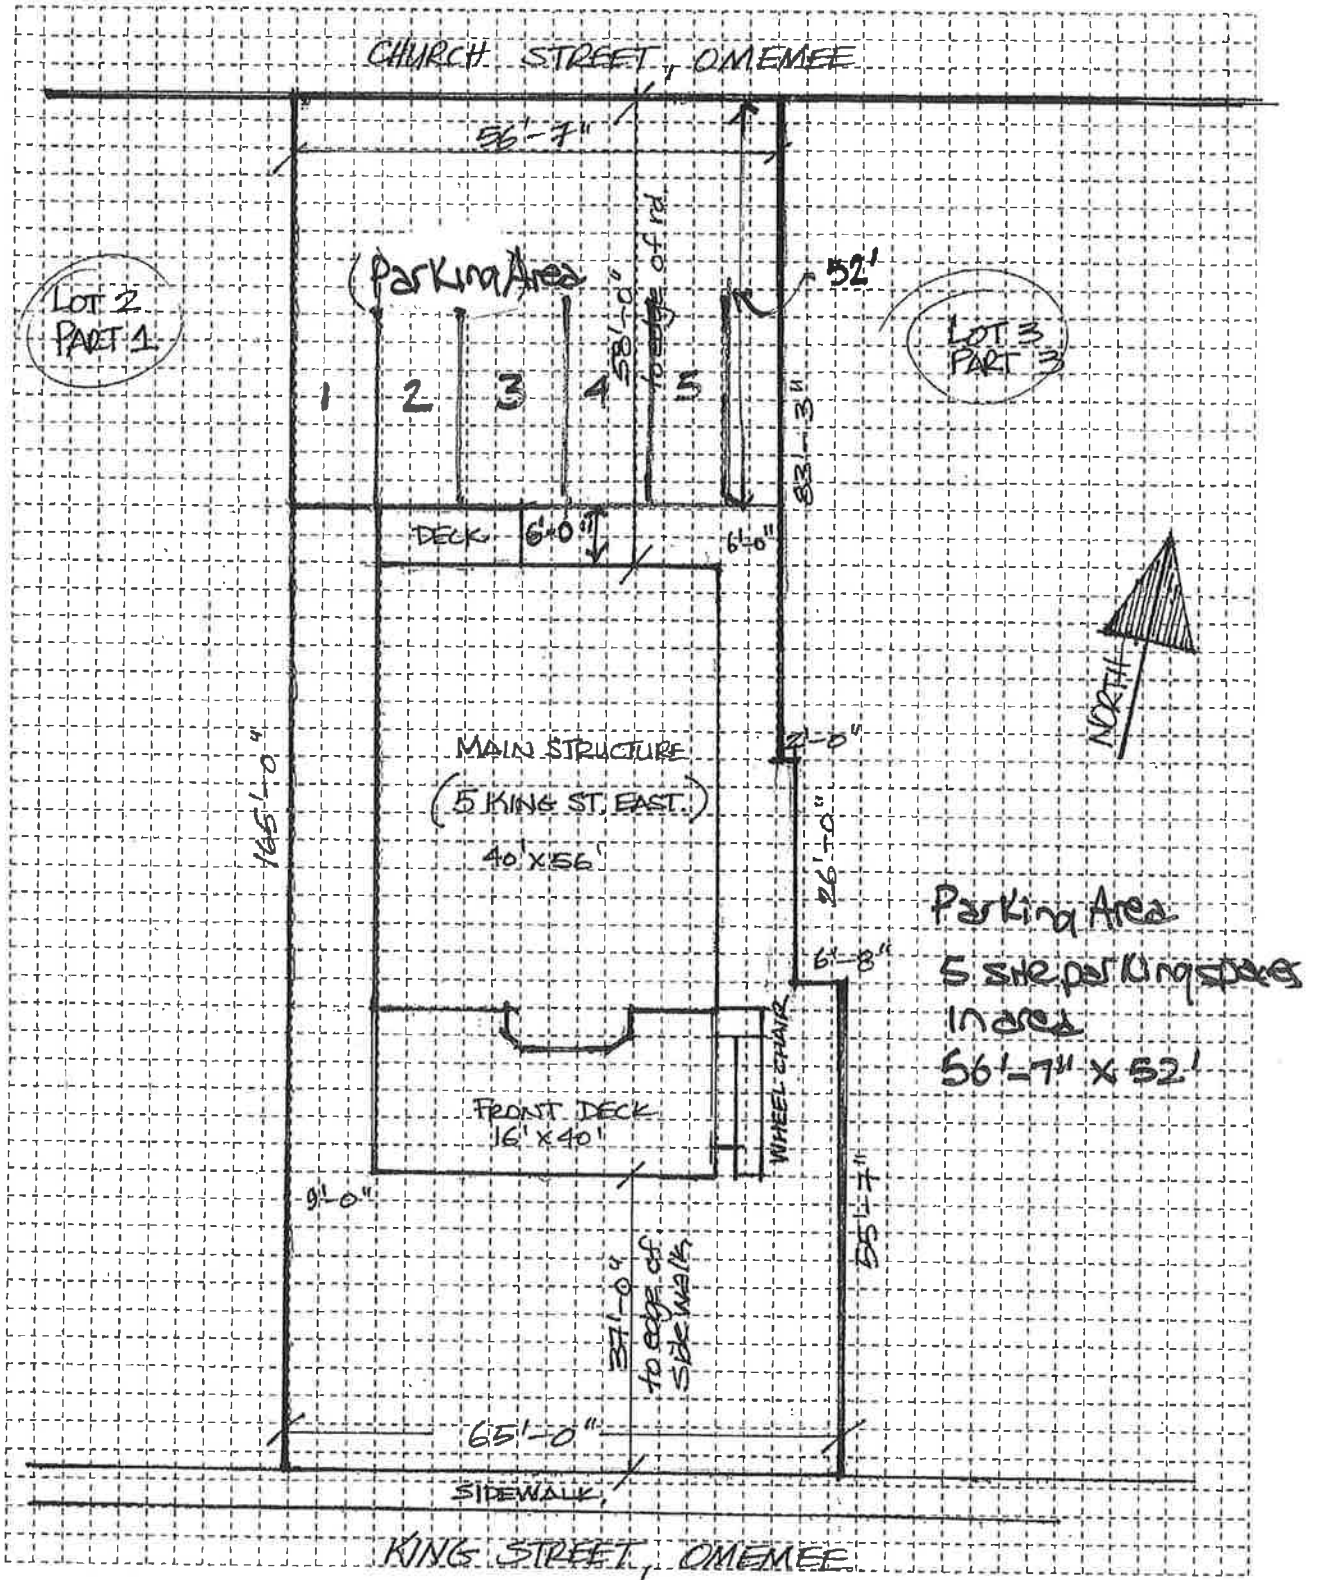 CHURCH STREET, OMEMEE
56'-7"
58'-0"
to edge of rd.
52'
(Parking Area
LOT 2
PART 1
LOT 3
PART 3
1 2 3 4 5
83'-3"
DECK
6'-0"
6'-0"
NORTH
2'-0"
MAIN STRUCTURE
(5 KING ST. EAST.)
40' X 56'
165'-0"
26'-0"
6'-8"
Parking Area
5 site parking spaces
In area
56'-7" X 52'
WHEEL CHAIR
FRONT DECK
16' X 40'
9'-0"
55'-7"
37'-0"
to edge of
sidewalk
65'-0"
SIDEWALK.
KING STREET, OMEMEE